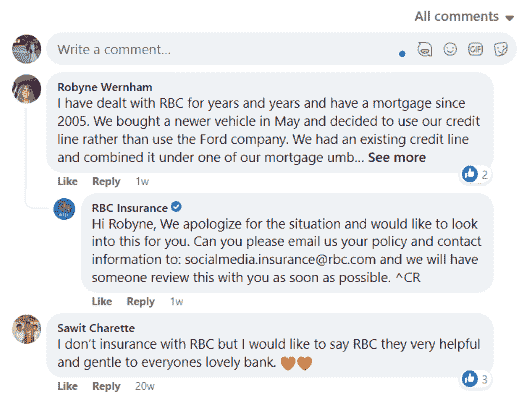 All comments
Write a comment...
GIF
Robyne Wernham
I have dealt with RBC for years and years and have a mortgage since
2005. We bought a newer vehicle in May and decided to use our credit
line rather than use the Ford company. We had an existing credit line
and combined it under one of our mortgage umb... See more
Like Reply 1w
2
RBC Insurance
Hi Robyne, We apologize for the situation and would like to look
into this for you. Can you please email us your policy and contact
information to: socialmedia.insurance@rbc.com and we will have
someone review this with you as soon as possible. ^CR
Like Reply 1w
Sawit Charette
I don't insurance with RBC but I would like to say RBC they very helpful
and gentle to everyones lovely bank. 🤎🤎
Like Reply 20w
3